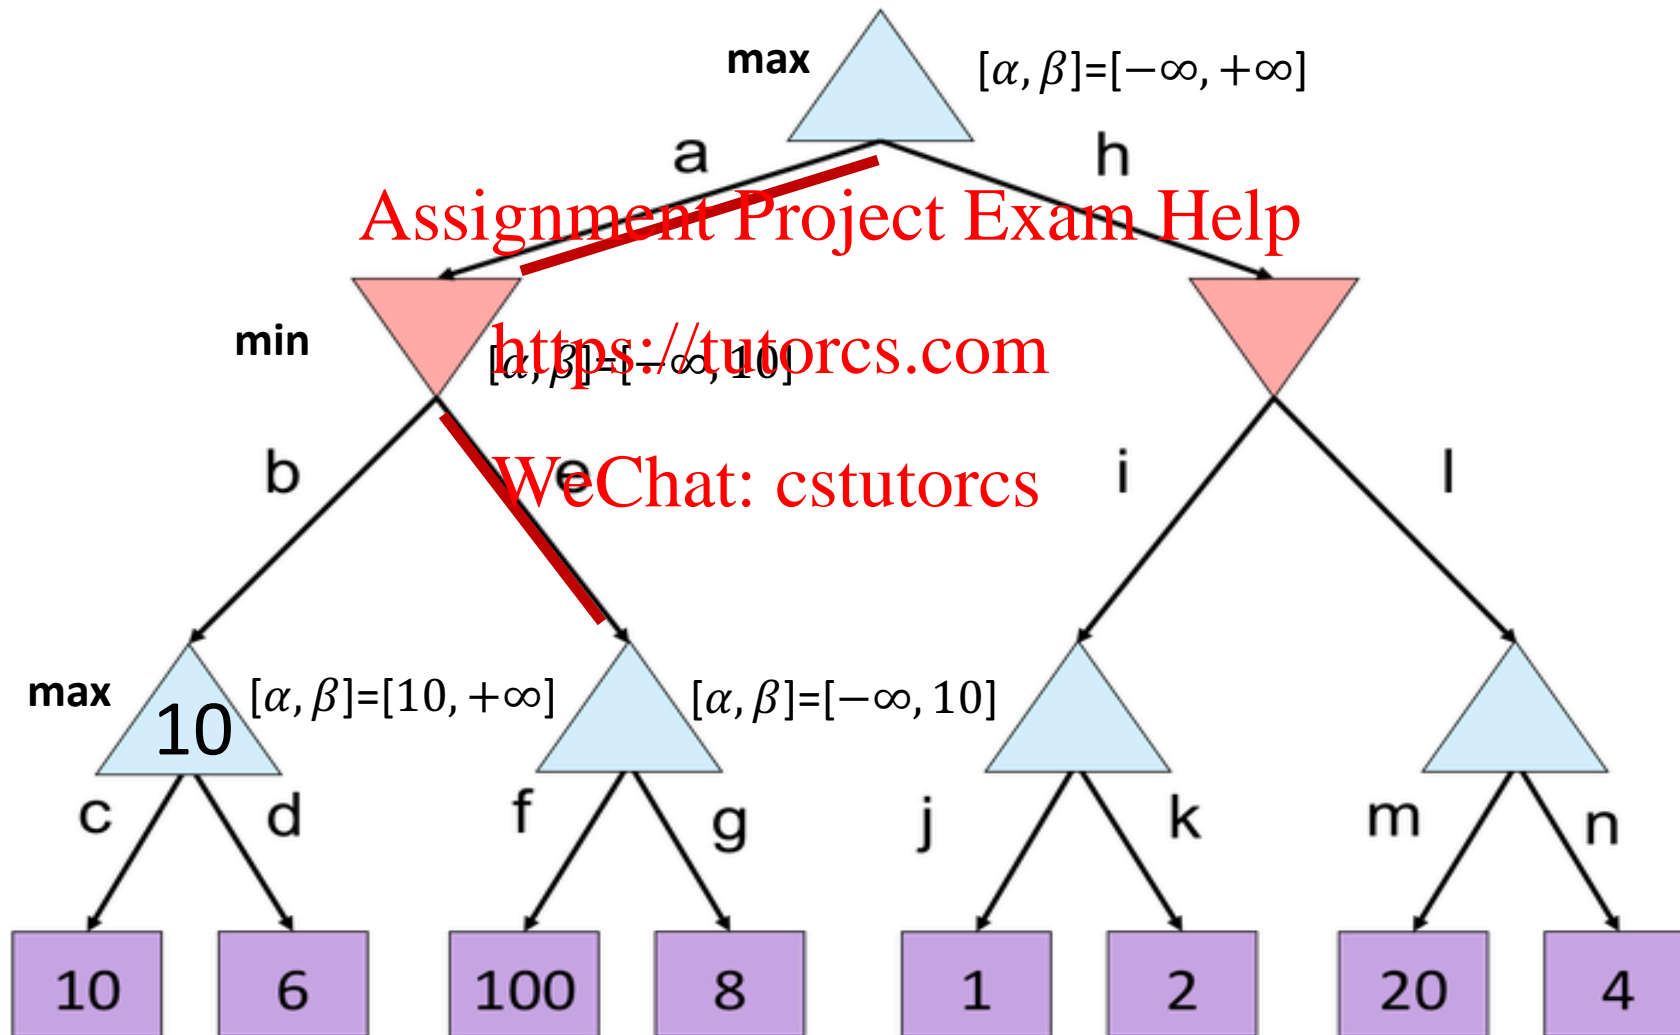 max
[α, β]=[−∞, +∞]
a
h
Assignment Project Exam Help
min
[α, β]=[−∞, 10]
https://tutorcs.com
b
e
WeChat: cstutorcs
i
l
max
10
[α, β]=[10, +∞]
[α, β]=[−∞, 10]
c
d
f
g
j
k
m
n
10
6
100
8
1
2
20
4